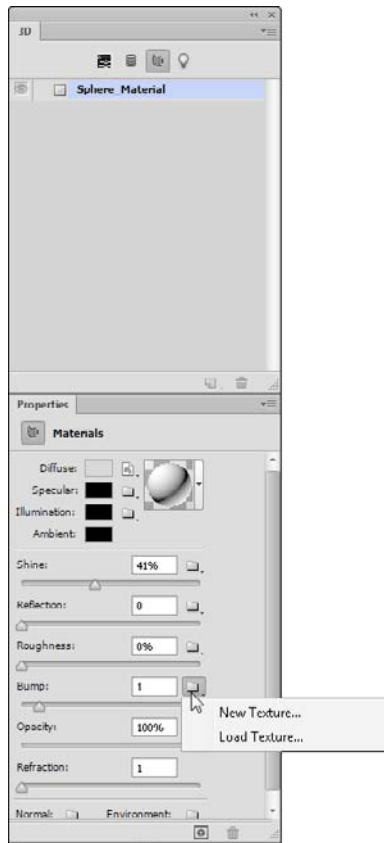 3D
Sphere_Material
Properties
Materials
Diffuse:
Specular:
Illumination:
Ambient:
Shine: 41%
Reflection: 0
Roughness: 0%
Bump: 1
New Texture...
Load Texture...
Opacity: 100%
Refraction: 1
Normal: Environment: